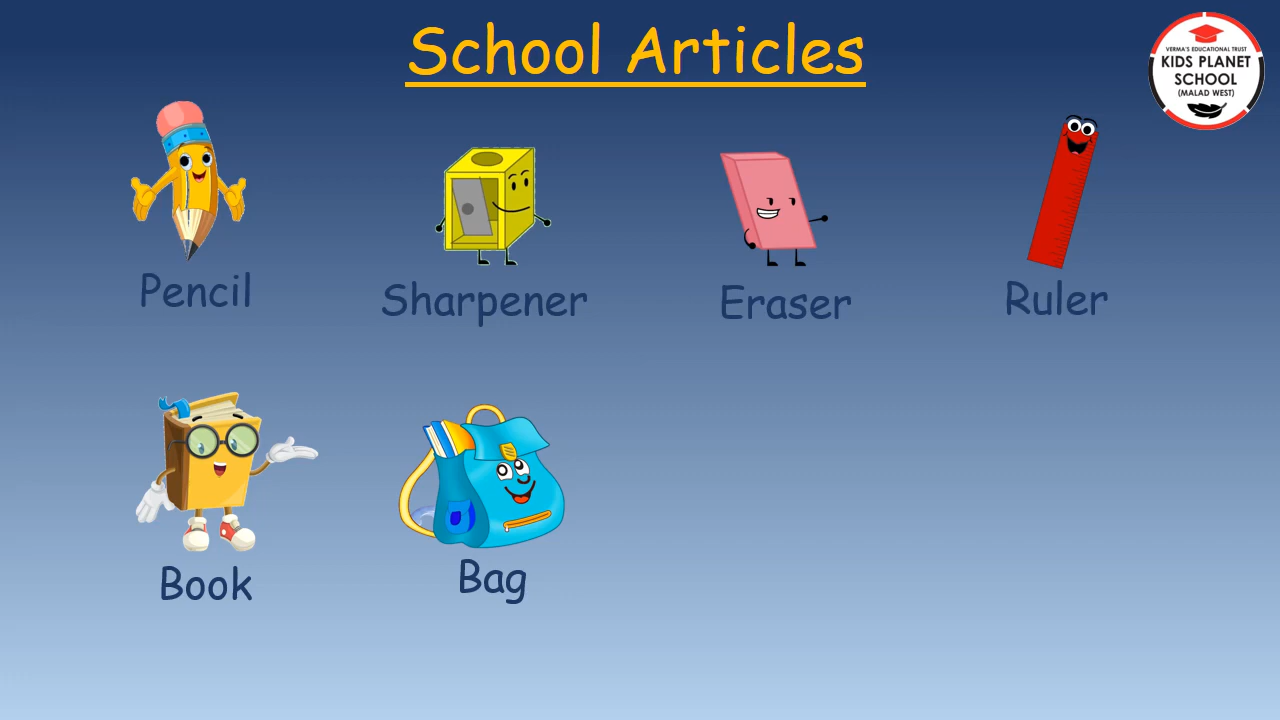 School Articles
VERMA'S EDUCATIONAL TRUST
KIDS PLANET
SCHOOL
(MALAD WEST)
Pencil
Sharpener
Eraser
Ruler
Book
Bag